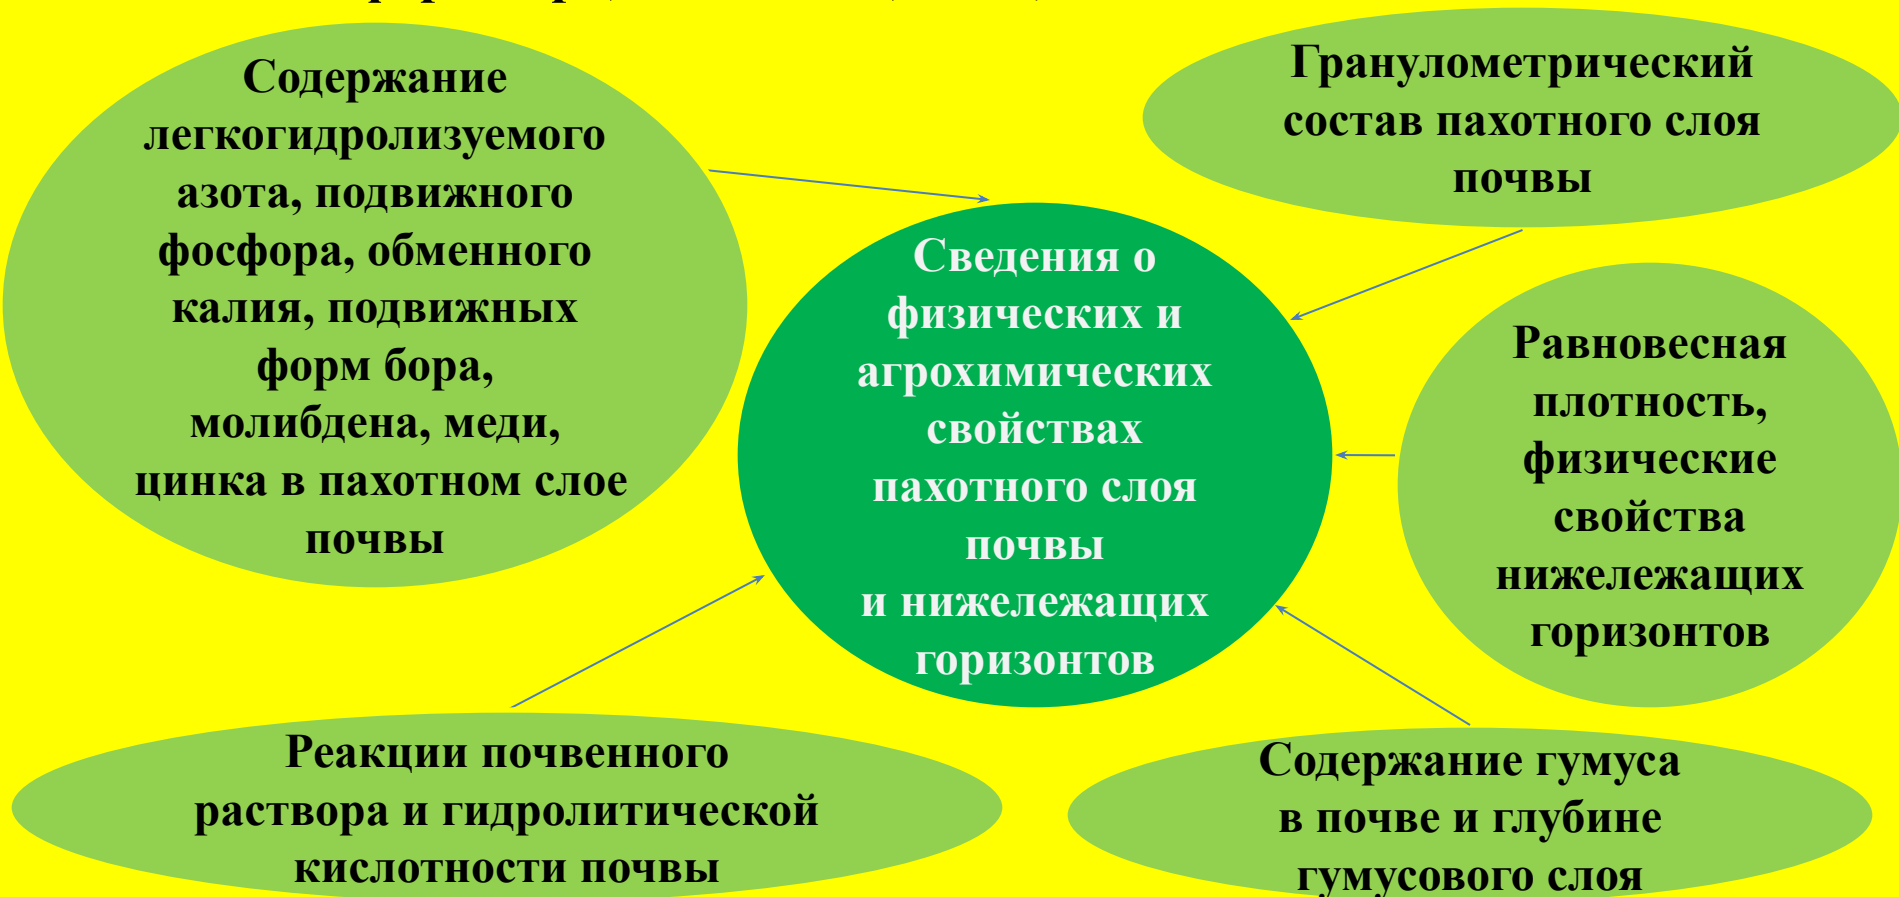 Содержание
легкогидролизуемого
азота, подвижного
фосфора, обменного
калия, подвижных
форм бора,
молибдена, меди,
цинка в пахотном слое
почвы
Гранулометрический
состав пахотного слоя
почвы
Сведения о
физических и
агрохимических
свойствах
пахотного слоя
почвы
и нижележащих
горизонтов
Равновесная
плотность,
физические
свойства
нижележащих
горизонтов
Реакции почвенного
раствора и гидролитической
кислотности почвы
Содержание гумуса
в почве и глубине
гумусового слоя